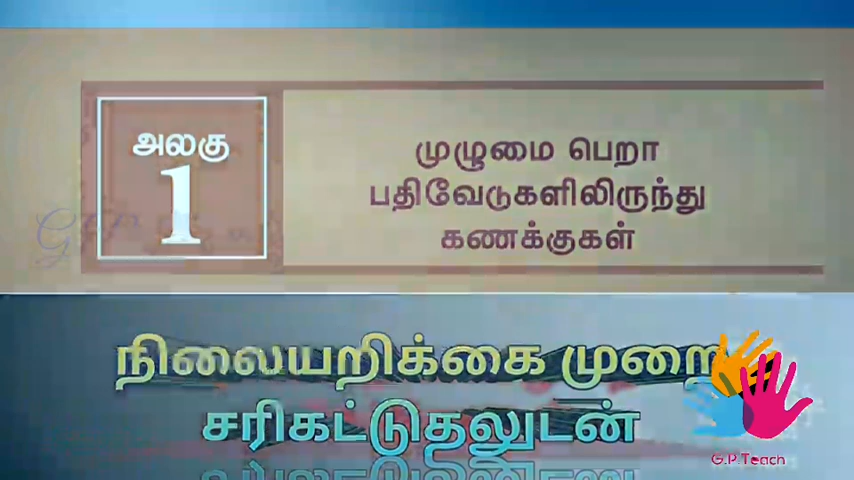 அலகு
1
முழுமை பெறா
பதிவேடுகளிலிருந்து
கணக்குகள்
நிலையறிக்கை முறை
சரிகட்டுதலுடன்
G.P.Teach